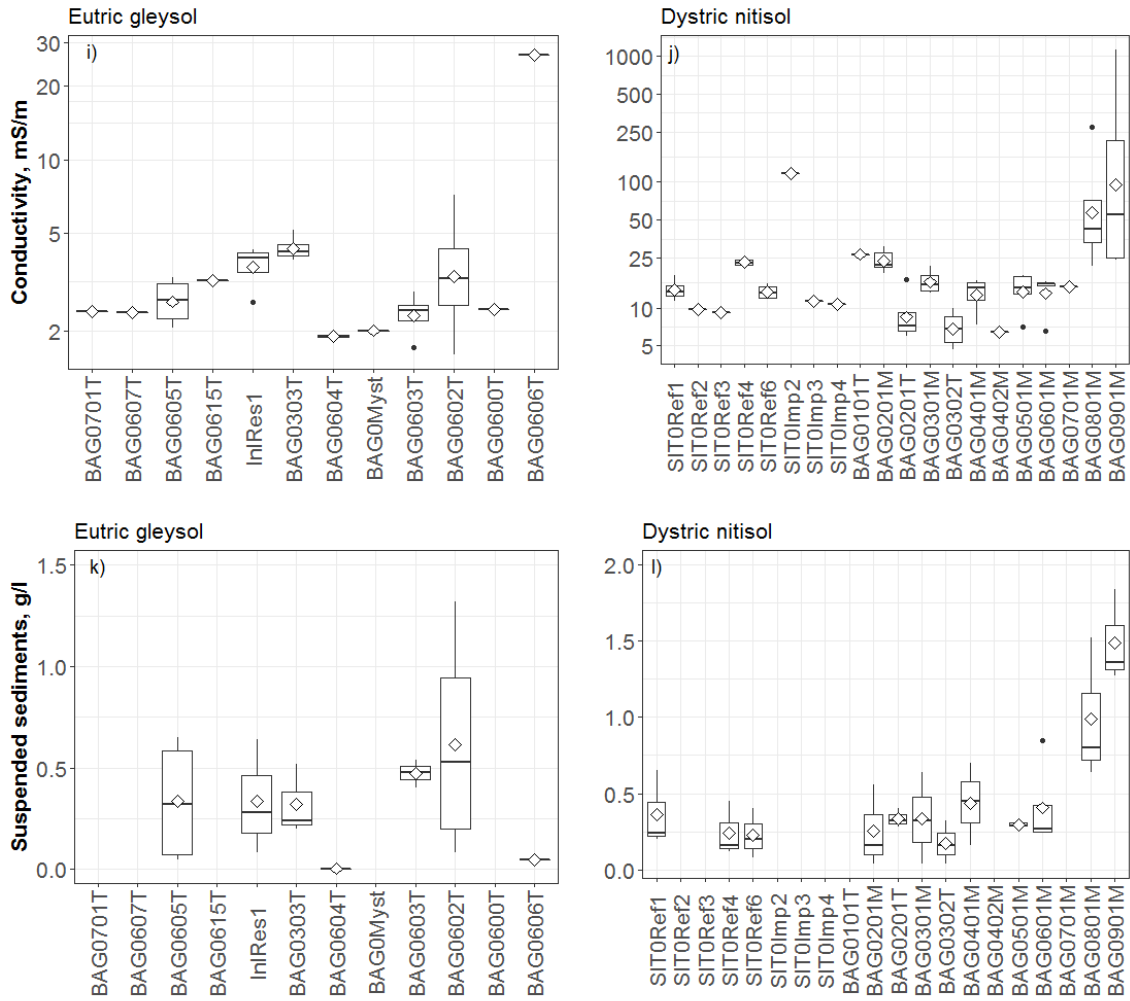 Eutric gleysol
i)
Conductivity, mS/m
30
20
10
5
2
BAG0701T
BAG0607T
BAG0605T
BAG0615T
InlRes1
BAG0303T
BAG0604T
BAG0Myst
BAG0603T
BAG0602T
BAG0600T
BAG0606T
Dystric nitisol
j)
1000
500
250
100
50
25
10
5
SIT0Ref1
SIT0Ref2
SIT0Ref3
SIT0Ref4
SIT0Ref6
SIT0Imp2
SIT0Imp3
SIT0Imp4
BAG0101T
BAG0201M
BAG0201T
BAG0301M
BAG0302T
BAG0401M
BAG0402M
BAG0501M
BAG0601M
BAG0701M
BAG0801M
BAG0901M
Eutric gleysol
k)
Suspended sediments, g/l
1.5
1.0
0.5
0.0
BAG0701T
BAG0607T
BAG0605T
BAG0615T
InlRes1
BAG0303T
BAG0604T
BAG0Myst
BAG0603T
BAG0602T
BAG0600T
BAG0606T
Dystric nitisol
l)
2.0
1.5
1.0
0.5
0.0
SIT0Ref1
SIT0Ref2
SIT0Ref3
SIT0Ref4
SIT0Ref6
SIT0Imp2
SIT0Imp3
SIT0Imp4
BAG0101T
BAG0201M
BAG0201T
BAG0301M
BAG0302T
BAG0401M
BAG0402M
BAG0501M
BAG0601M
BAG0701M
BAG0801M
BAG0901M